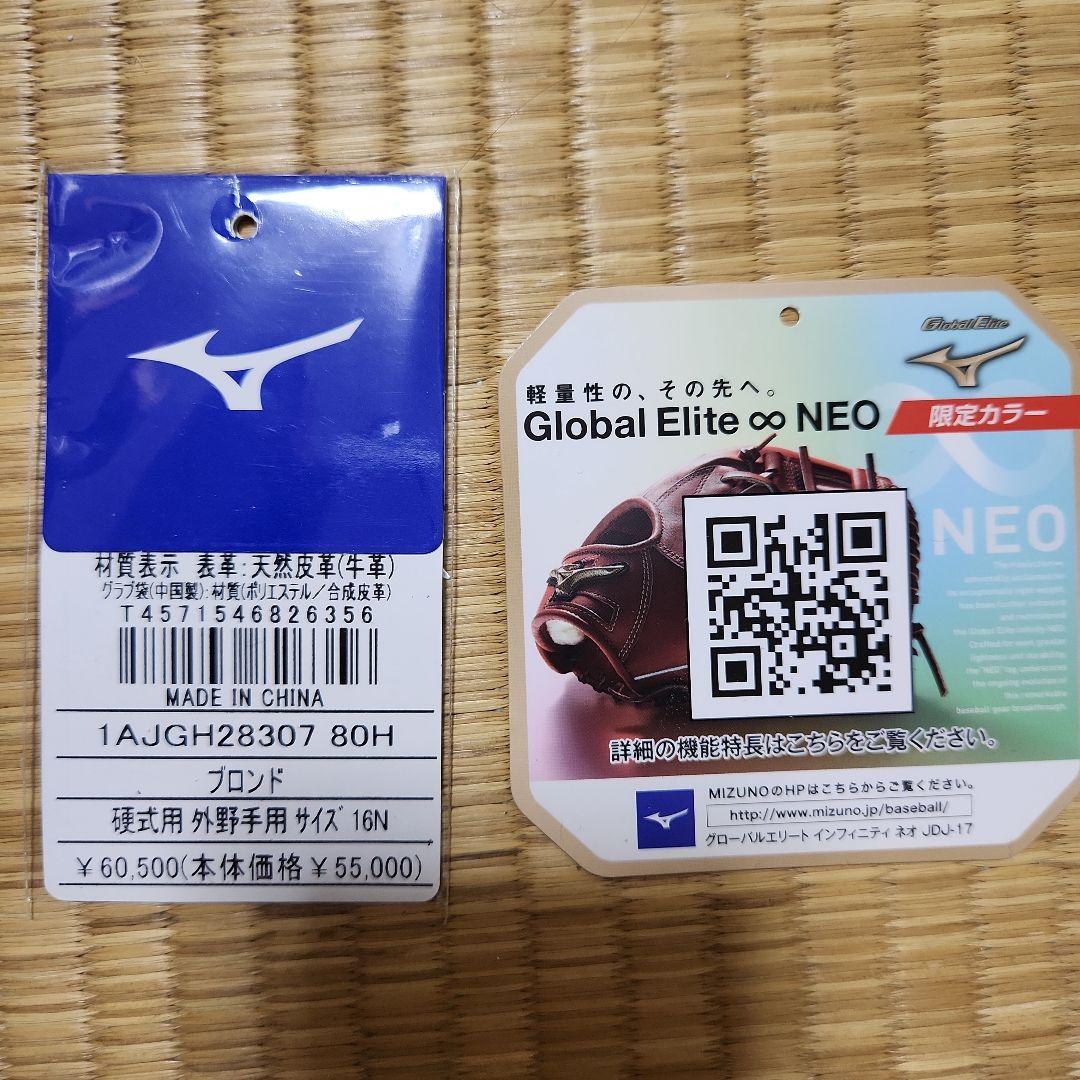 材質表示 表革:天然皮革(牛革)
グラブ袋(中国製):材質(ポリエステル/合成皮革)
T4571546826356
MADE IN CHINA
1AJGH28307 80H
ブロンド
硬式用 外野手用 サイズ 16N
¥60,500(本体価格¥55,000)
Global Elite
軽量性の、その先へ。
Global Elite ∞ NEO
限定カラー
NEO
詳細の機能特長はこちらをご覧ください。
MIZUNOのHPはこちらからご覧ください。
http://www.mizuno.jp/baseball/
グローバルエリート インフィニティ ネオ JDJ-17